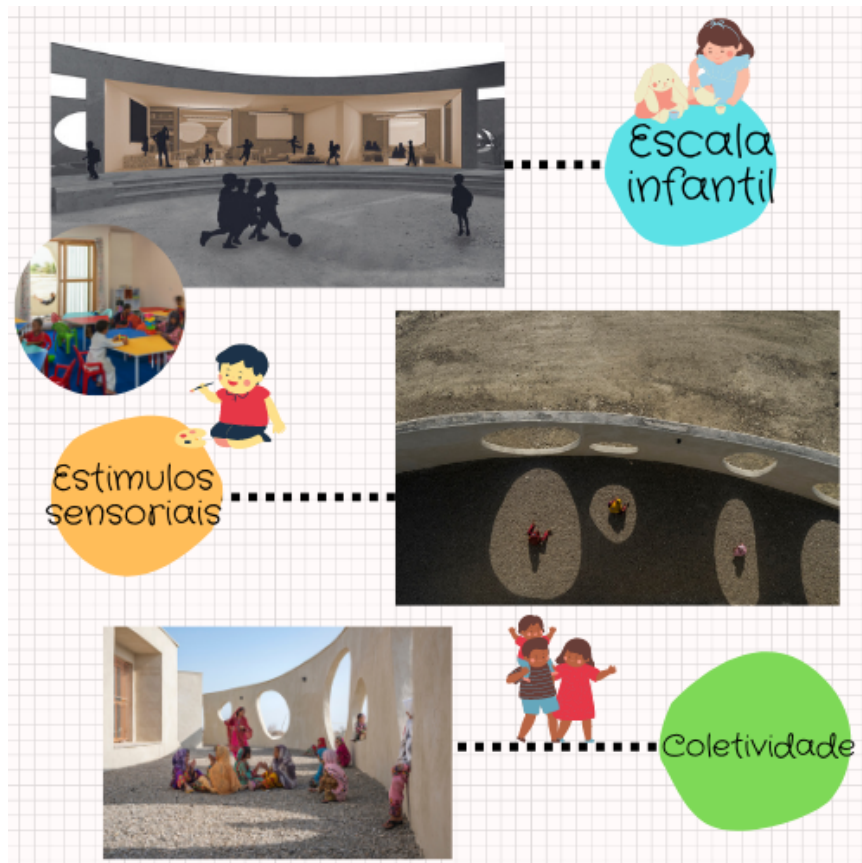 Escala
infantil
Estimulos
sensoriais
Coletividade